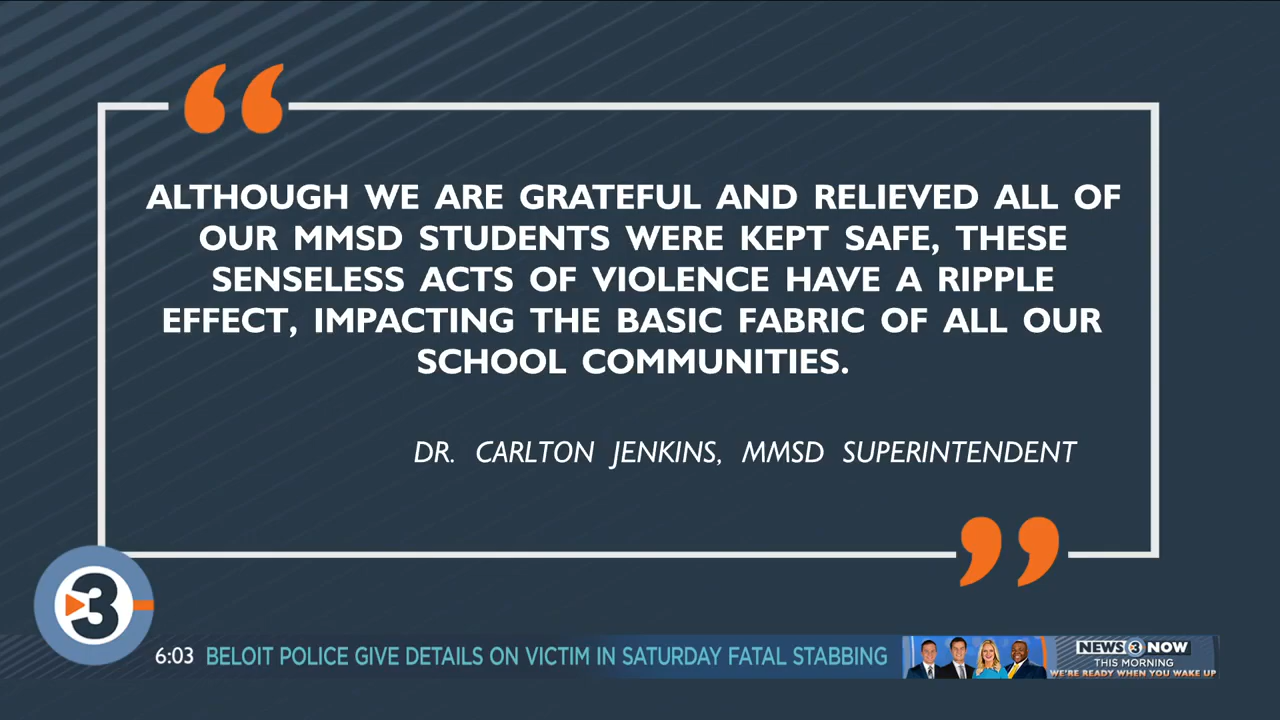 ALTHOUGH WE ARE GRATEFUL AND RELIEVED ALL OF
OUR MMSD STUDENTS WERE KEPT SAFE, THESE
SENSELESS ACTS OF VIOLENCE HAVE A RIPPLE
EFFECT, IMPACTING THE BASIC FABRIC OF ALL OUR
SCHOOL COMMUNITIES.
DR. CARLTON JENKINS, MMSD SUPERINTENDENT
3
6:03 BELOIT POLICE GIVE DETAILS ON VICTIM IN SATURDAY FATAL STABBING
NEWS 3 NOW
THIS MORNING
WE'RE READY WHEN YOU WAKE UP